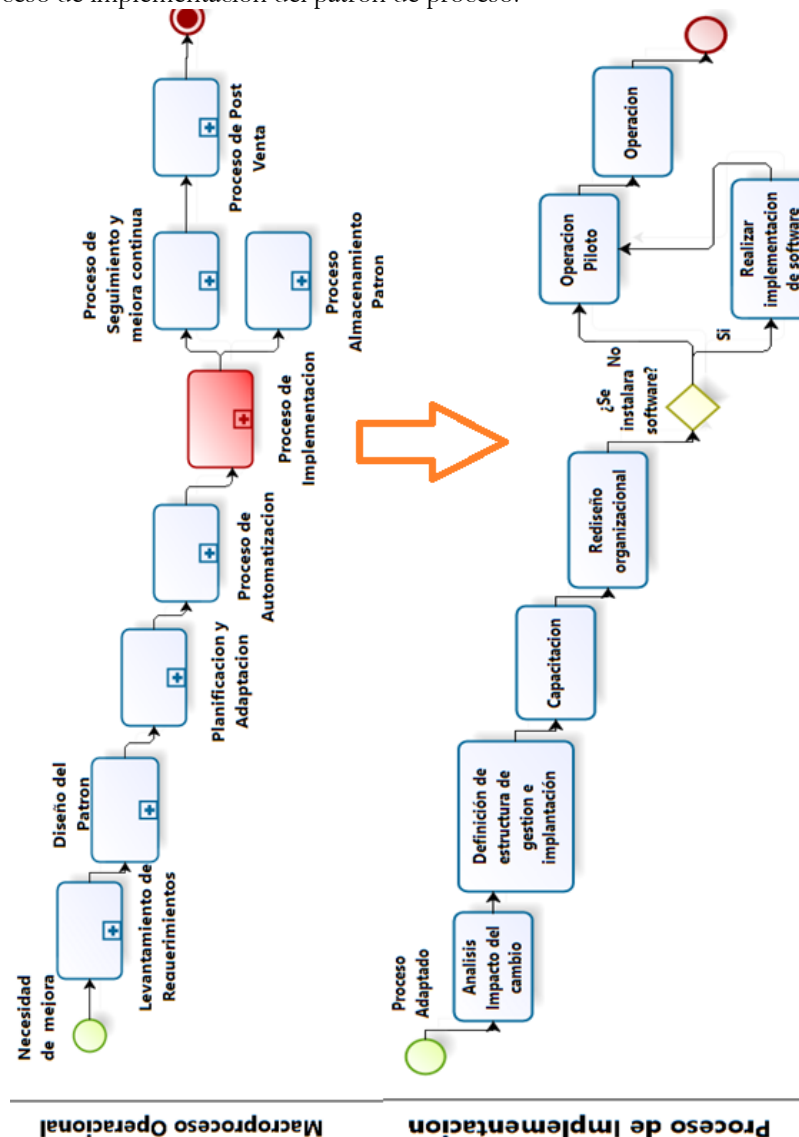 ceso de implementación del patrón de proceso.
Macroproceso Operacional
Necesidad
de mejora
Levantamiento de
Requerimientos
Diseño del
Patron
Planificacion y
Adaptacion
Proceso de
Automatizacion
Proceso de
Implementacion
Proceso de
Seguimiento y
mejora continua
Proceso
Almacenamiento
Patron
Proceso de Post
Venta
Proceso de Implementacion
Proceso
Adaptado
Analisis
Impacto del
cambio
Definición de
estructura de
gestion e
implantación
Capacitacion
Rediseño
organizacional
¿Se
instalara
software?
No
Si
Operacion
Piloto
Realizar
implementacion
de software
Operacion